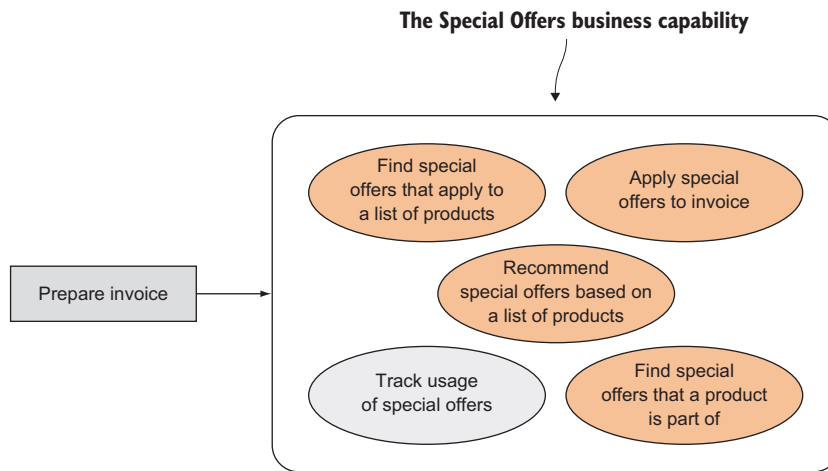 The Special Offers business capability
Find special
offers that apply to
a list of products
Apply special
offers to invoice
Recommend
special offers based on
a list of products
Prepare invoice
Track usage
of special offers
Find special
offers that a product
is part of